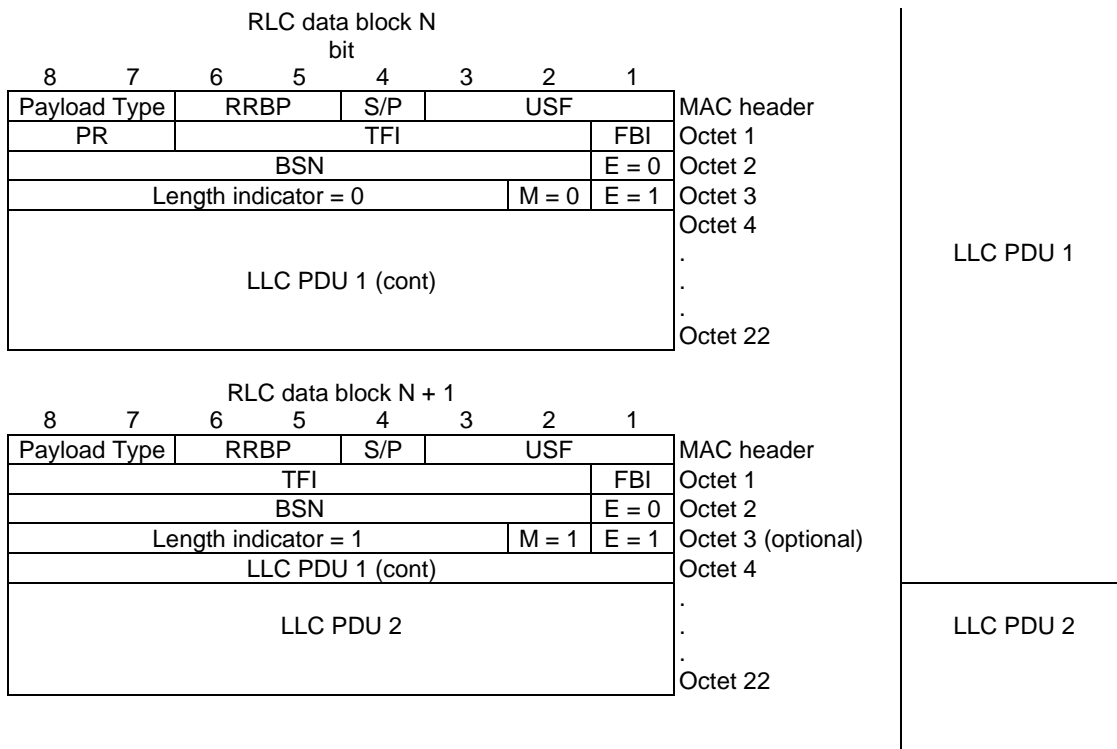 RLC data block N
bit
8 7 6 5 4 3 2 1
Payload Type RRBP S/P USF MAC header
PR TFI FBI Octet 1
BSN E = 0 Octet 2
Length indicator = 0 M = 0 E = 1 Octet 3
Octet 4
.
LLC PDU 1
LLC PDU 1 (cont)
.
.
Octet 22
RLC data block N + 1
8 7 6 5 4 3 2 1
Payload Type RRBP S/P USF MAC header
TFI FBI Octet 1
BSN E = 0 Octet 2
Length indicator = 1 M = 1 E = 1 Octet 3 (optional)
LLC PDU 1 (cont) Octet 4
.
LLC PDU 2 . LLC PDU 2
.
Octet 22